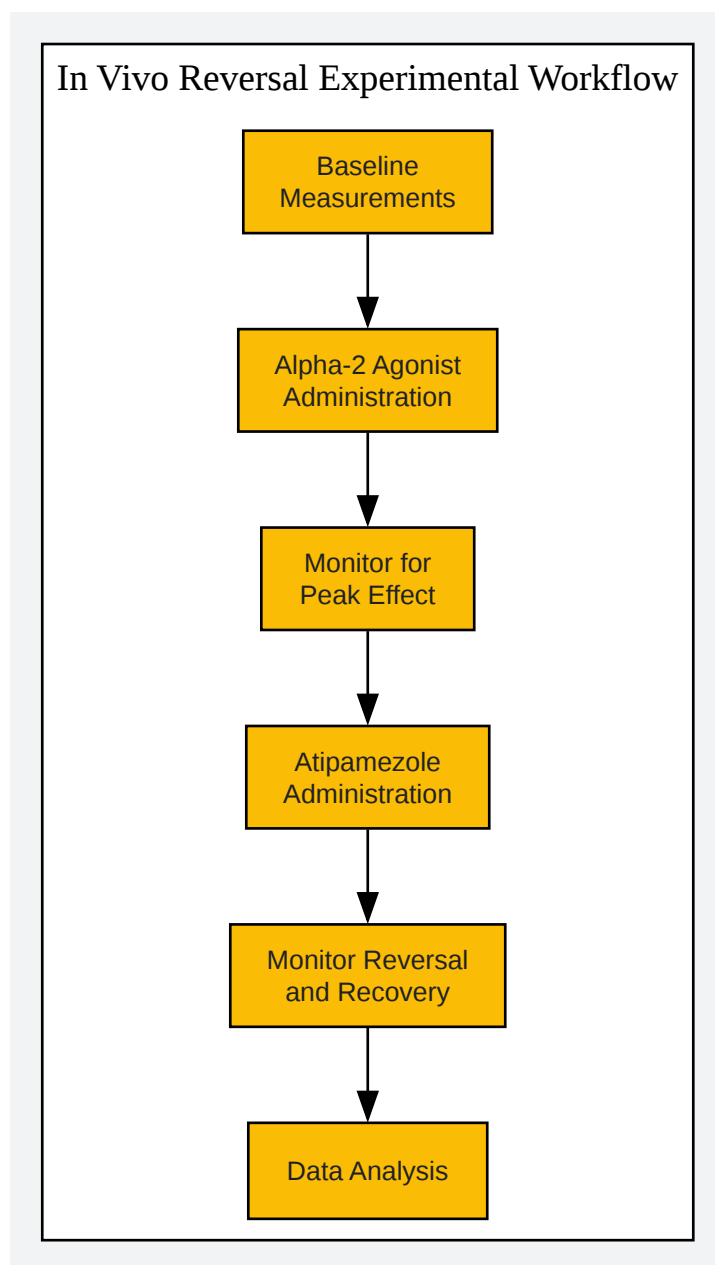 In Vivo Reversal Experimental Workflow
Baseline
Measurements
Alpha-2 Agonist
Administration
Monitor for
Peak Effect
Atipamezole
Administration
Monitor Reversal
and Recovery
Data Analysis